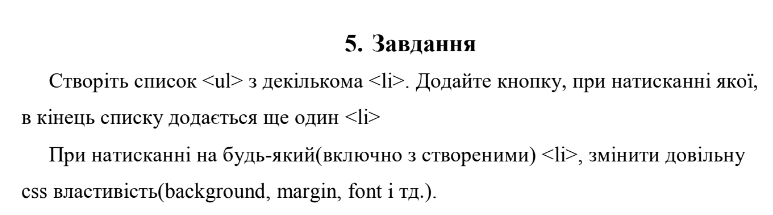 5. Завдання
Створіть список <ul> з декількома <li>. Додайте кнопку, при натисканні якої,
в кінець списку додається ще один <li>
При натисканні на будь-який(включно з створеними) <li>, змінити довільну
css властивість(background, margin, font і тд.).